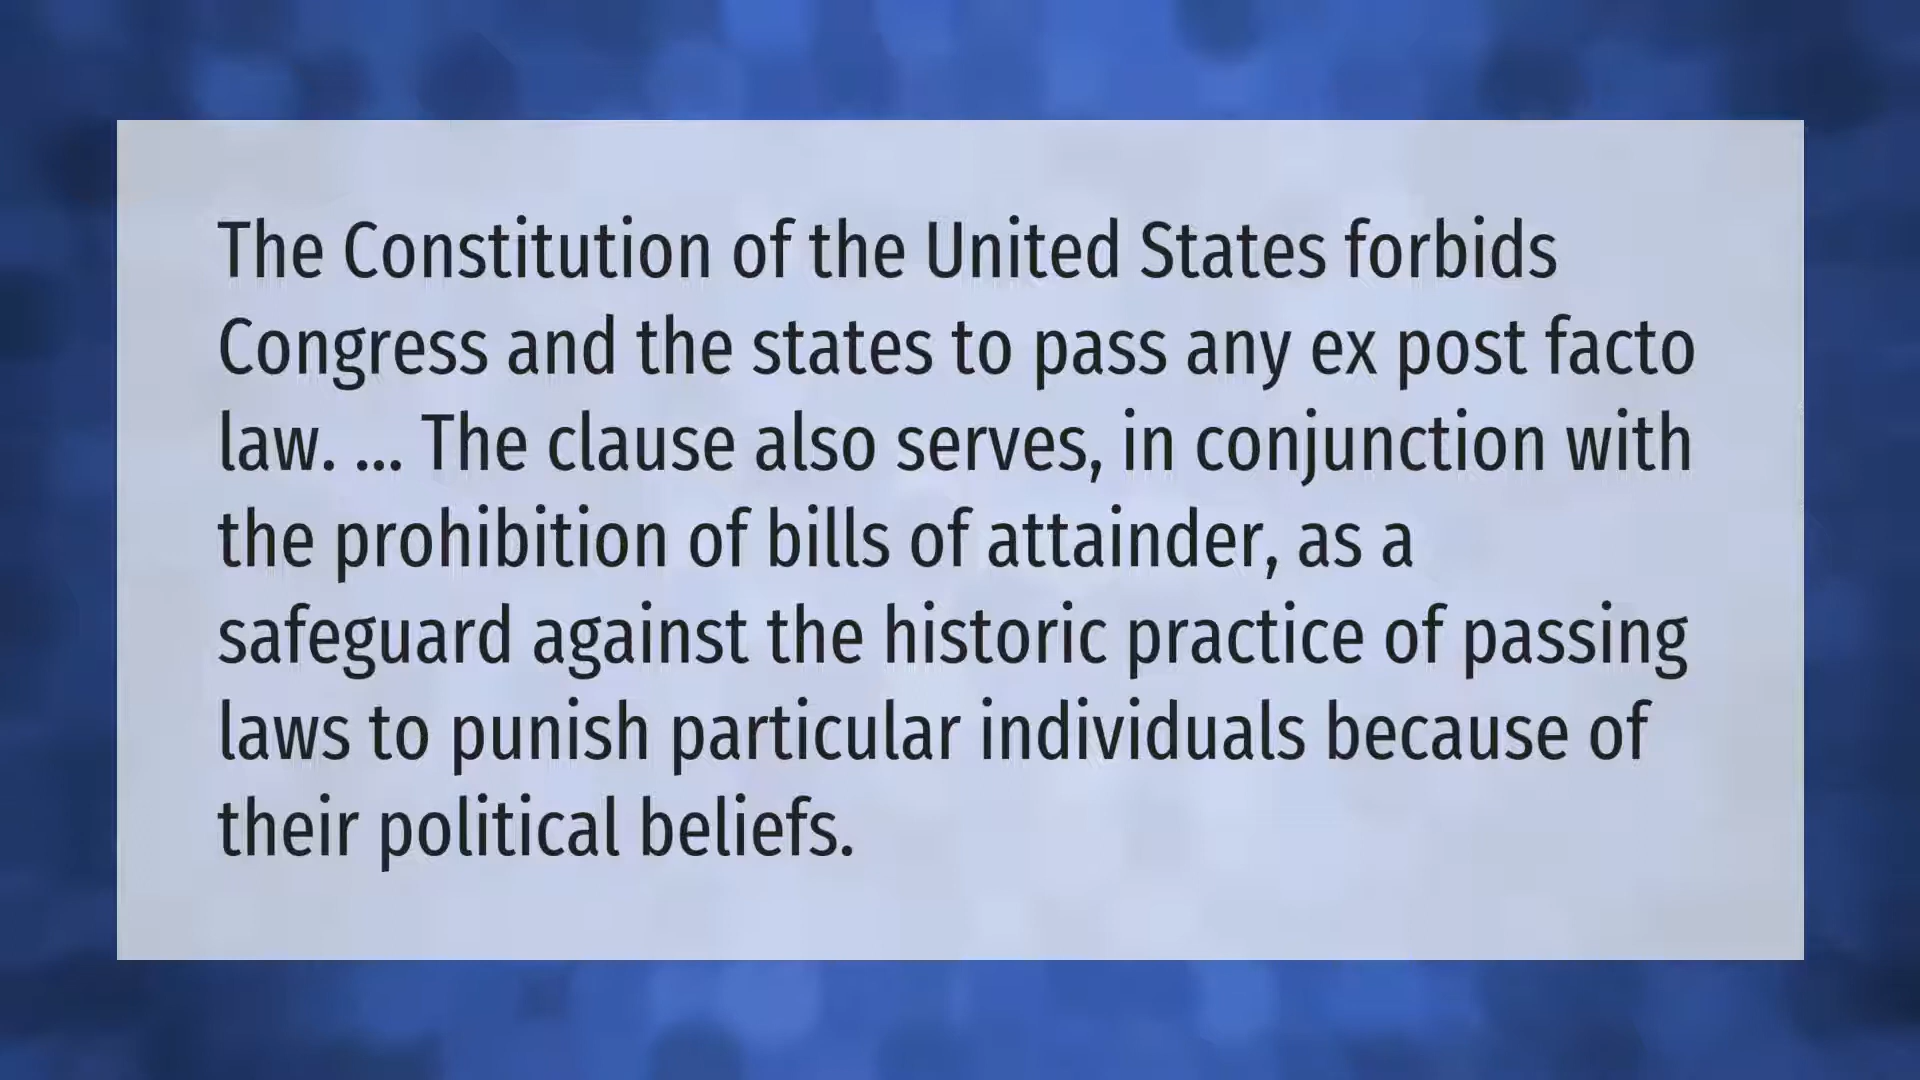 The Constitution of the United States forbids
Congress and the states to pass any ex post facto
law. ... The clause also serves, in conjunction with
the prohibition of bills of attainder, as a
safeguard against the historic practice of passing
laws to punish particular individuals because of
their political beliefs.